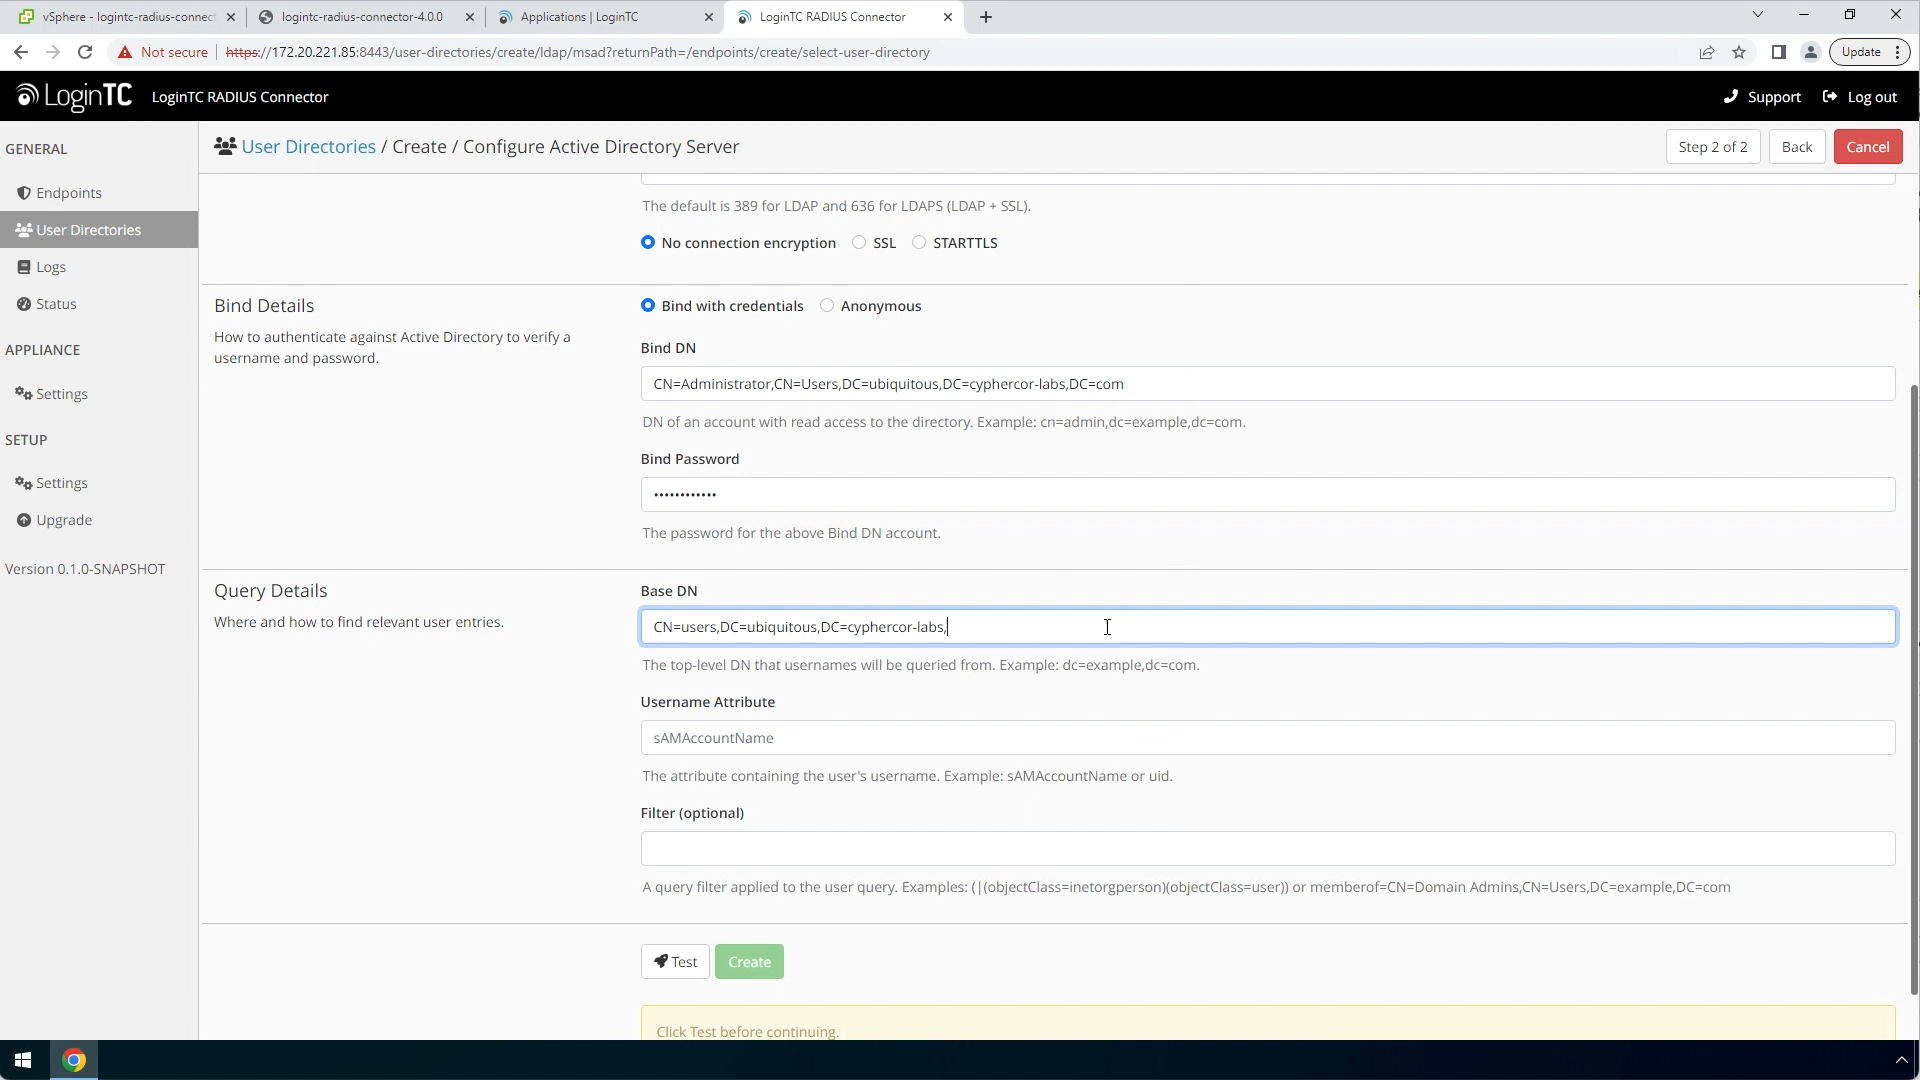 vSphere - logintc-radius-connect
logintc-radius-connector-4.0.0
Applications | LoginTC
LoginTC RADIUS Connector
Not secure
https://172.20.221.85:8443/user-directories/create/ldap/msad?returnPath=/endpoints/create/select-user-directory
Update
LoginTC
LoginTC RADIUS Connector
Support
Log out
GENERAL
Endpoints
User Directories
Logs
Status
APPLIANCE
Settings
SETUP
Settings
Upgrade
Version 0.1.0-SNAPSHOT
User Directories / Create / Configure Active Directory Server
Step 2 of 2
Back
Cancel
The default is 389 for LDAP and 636 for LDAPS (LDAP + SSL).
No connection encryption
SSL
STARTTLS
Bind Details
How to authenticate against Active Directory to verify a
username and password.
Bind with credentials
Anonymous
Bind DN
CN=Administrator,CN=Users,DC=ubiquitous,DC=cyphercor-labs,DC=com
DN of an account with read access to the directory. Example: cn=admin,dc=example,dc=com.
Bind Password
••••••••••••
The password for the above Bind DN account.
Query Details
Where and how to find relevant user entries.
Base DN
CN=users,DC=ubiquitous,DC=cyphercor-labs,
The top-level DN that usernames will be queried from. Example: dc=example,dc=com.
Username Attribute
sAMAccountName
The attribute containing the user's username. Example: sAMAccountName or uid.
Filter (optional)
A query filter applied to the user query. Examples: (|(objectClass=inetorgperson)(objectClass=user)) or memberof=CN=Domain Admins,CN=Users,DC=example,DC=com
Test
Create
Click Test before continuing.